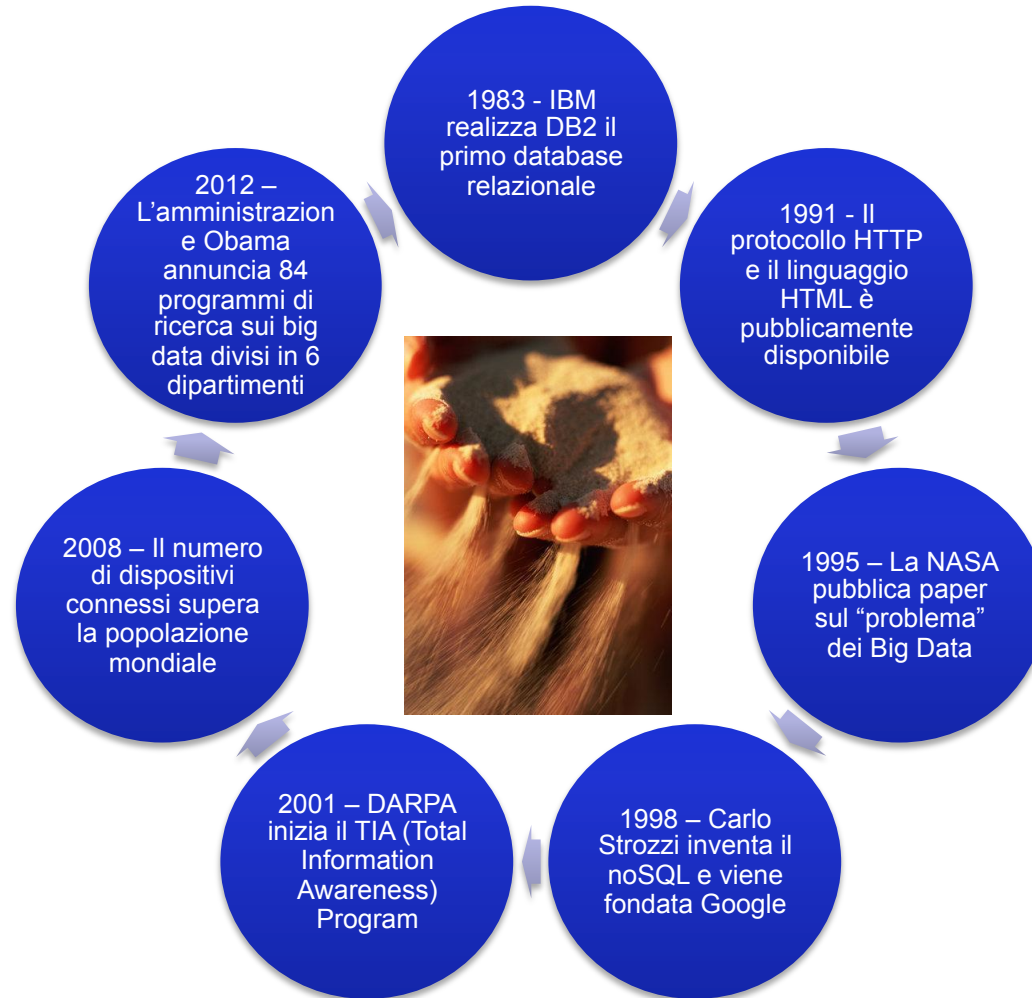 1983 - IBM
realizza DB2 il
primo database
relazionale
1991 - Il
protocollo HTTP
e il linguaggio
HTML è
pubblicamente
disponibile
1995 – La NASA
pubblica paper
sul “problema”
dei Big Data
1998 – Carlo
Strozzi inventa il
noSQL e viene
fondata Google
2001 – DARPA
inizia il TIA (Total
Information
Awareness)
Program
2008 – Il numero
di dispositivi
connessi supera
la popolazione
mondiale
2012 –
L’amministrazion
e Obama
annuncia 84
programmi di
ricerca sui big
data divisi in 6
dipartimenti